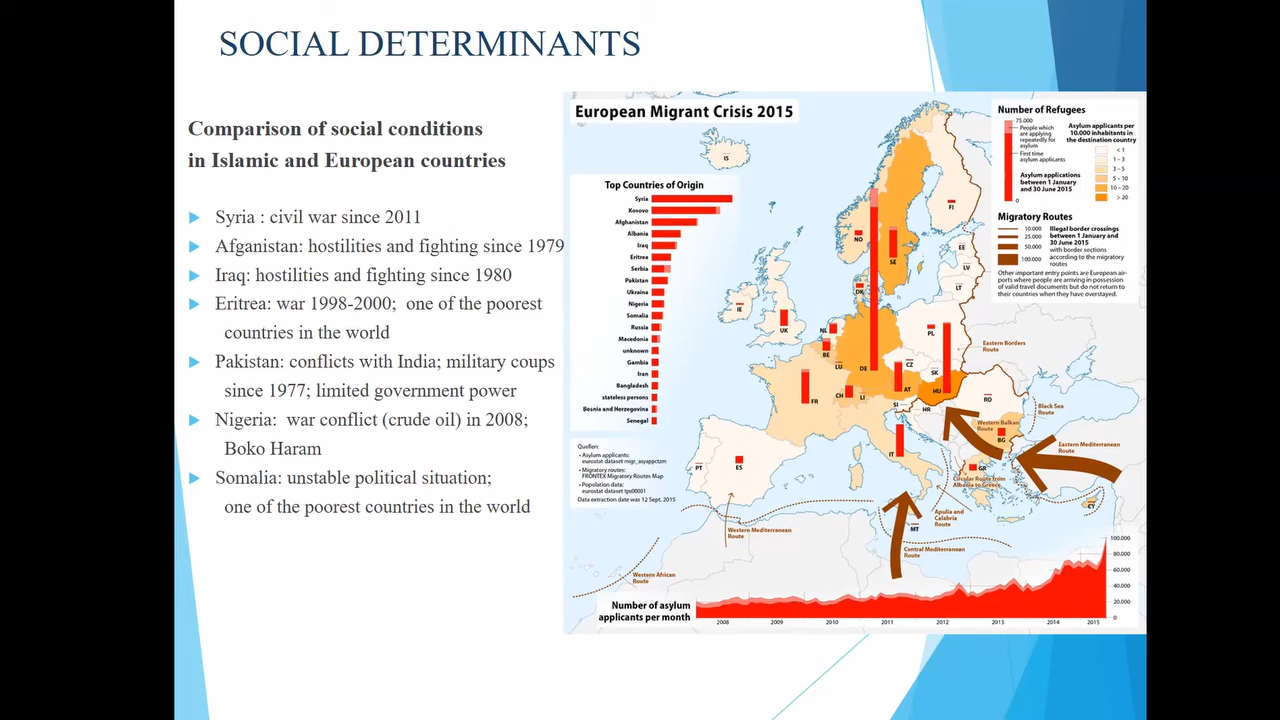 SOCIAL DETERMINANTS
Comparison of social conditions
in Islamic and European countries
Syria : civil war since 2011
Afganistan: hostilties and fighting since 1979
Iraq: hostilities and fighting since 1980
Eritrea: war 1998-2000; one of the poorest
countries in the world
Pakistan: conflicts with India; military coups
since 1977; limited government power
Nigeria: war conflict (crude oil) in 2008;
Boko Haram
Somalia: unstable political situation;
one of the poorest countries in the world
European Migrant Crisis 2015
Top Countries of Origin
Syria
Kosovo
Afghanistan
Albania
Iraq
Eritrea
Serbia
Pakistan
Ukraina
Nigeria
Somalia
Russia
Macedonia
unknown
Gambia
Iran
Bangladesh
stateless persons
Bosnia and Herzegovina
Senegal
Quellen:
Asylum applicants:
eurostat dataset migr_asyappctzm
Migratory routes:
FRONTEX Migratory Routes Map
Population data:
eurostat dataset tps00001
Data extraction date was 12 Sept. 2015
Number of Refugees
75.000
People which
are applying
repeatedly for
asylum
First time
asylum applicants
Asylum applications
between 1 January
and 30 June 2015
0
Asylum applicants per
10.000 inhabitants in
the destination country
< 1
1 – 3
3 – 5
5 – 10
10 – 20
> 20
Migratory Routes
10.000
25.000
50.000
100.000
Illegal border crossings
between 1 January and
30 June 2015
with border sections
according to the migratory
routes
Other important entry points are European air-
ports where people are arriving in possession
of valid travel documents but do not return to
their countries when they have overstayed.
IS
NO
SE
FI
EE
LV
LT
DK
IE
UK
NL
BE
LU
DE
PL
CZ
SK
AT
HU
CH
LI
FR
SI
HR
RO
BG
IT
PT
ES
GR
MT
CY
Eastern Borders
Route
Black Sea
Route
Western Balkan
Route
Eastern Mediterranean
Route
Circular Route from
Albania to Greece
Apulia and
Calabria
Route
Central Mediterranean
Route
Western Mediterranean
Route
Western African
Route
Number of asylum
applicants per month
100.000
80.000
60.000
40.000
20.000
0
2008
2009
2010
2011
2012
2013
2014
2015